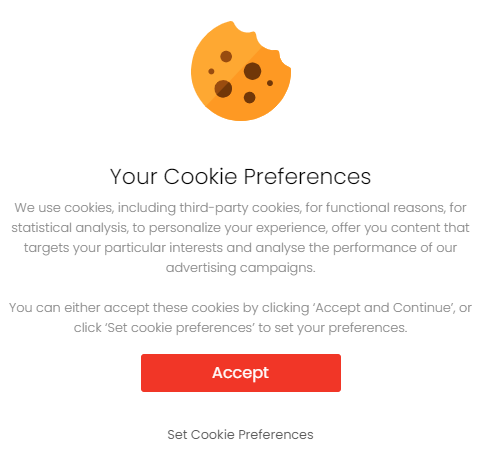 Your Cookie Preferences
We use cookies, including third-party cookies, for functional reasons, for
statistical analysis, to personalize your experience, offer you content that
targets your particular interests and analyse the performance of our
advertising campaigns.
You can either accept these cookies by clicking ‘Accept and Continue’, or
click ‘Set cookie preferences’ to set your preferences.
Accept
Set Cookie Preferences